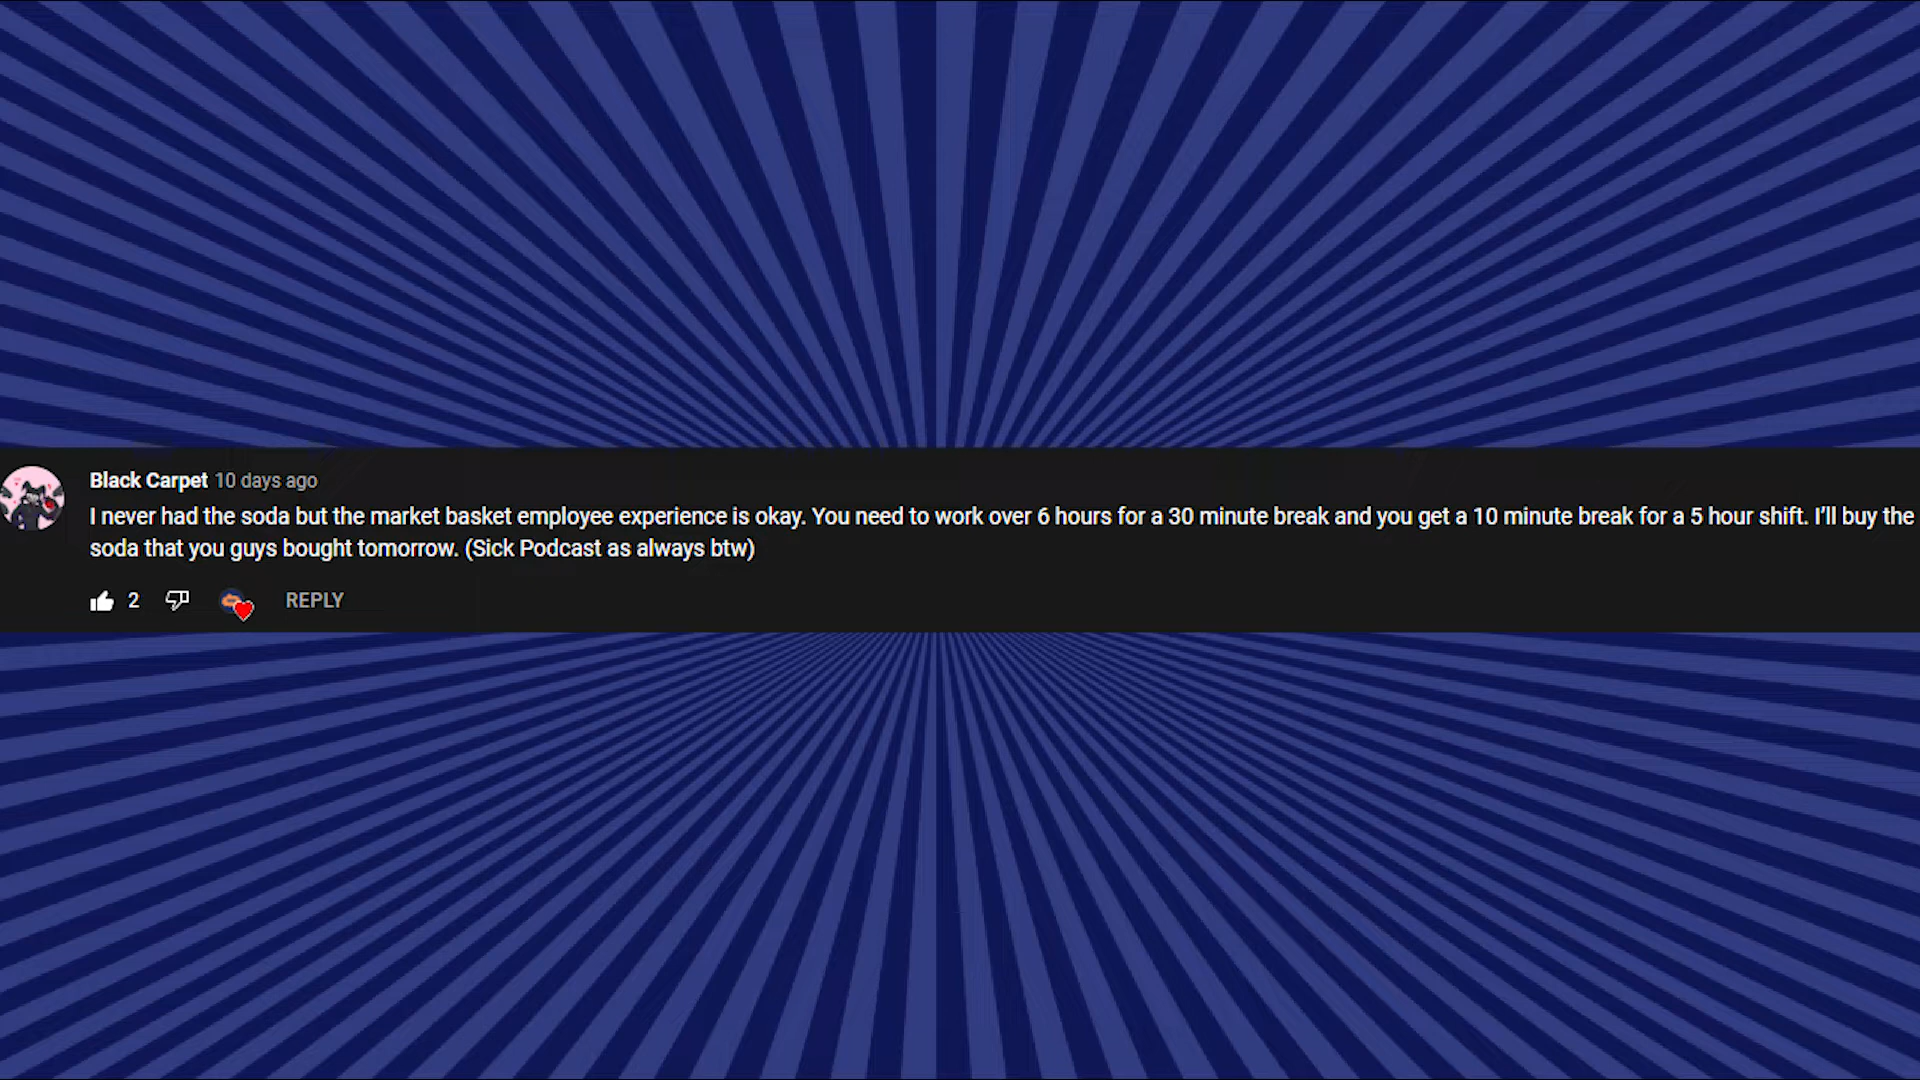 Black Carpet 10 days ago
I never had the soda but the market basket employee experience is okay. You need to work over 6 hours for a 30 minute break and you get a 10 minute break for a 5 hour shift. I’ll buy the
soda that you guys bought tomorrow. (Sick Podcast as always btw)
2 REPLY